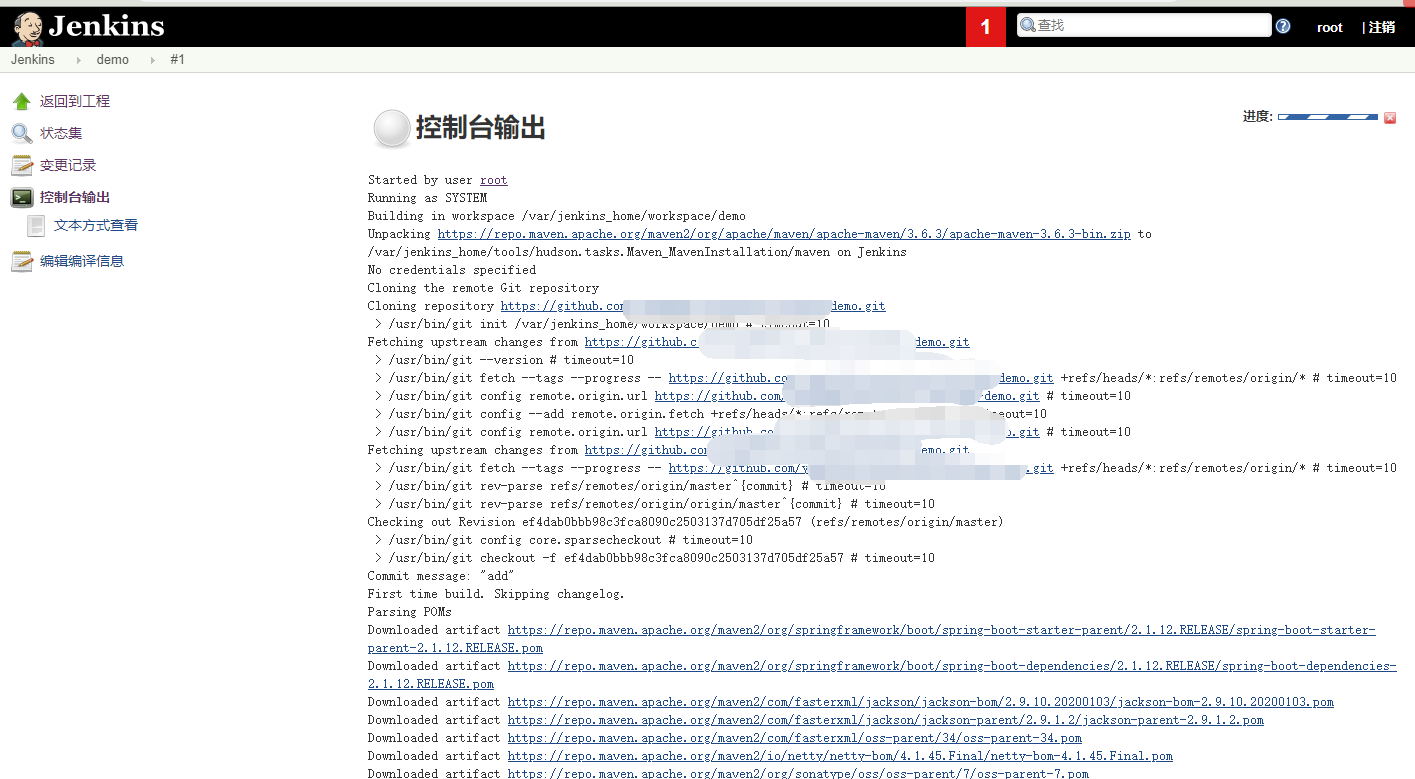 Jenkins
1
查找
root
| 注销
Jenkins
demo
#1
返回到工程
状态集
变更记录
控制台输出
文本方式查看
编辑编译信息
控制台输出
进度:
Started by user root
Running as SYSTEM
Building in workspace /var/jenkins_home/workspace/demo
Unpacking https://repo.maven.apache.org/maven2/org/apache/maven/apache-maven/3.6.3/apache-maven-3.6.3-bin.zip to
/var/jenkins_home/tools/hudson.tasks.Maven_MavenInstallation/maven on Jenkins
No credentials specified
Cloning the remote Git repository
Cloning repository https://github.com demo.git
> /usr/bin/git init /var/jenkins_home/workspace/demo # timeout=10
Fetching upstream changes from https://github.c demo.git
> /usr/bin/git --version # timeout=10
> /usr/bin/git fetch --tags --progress -- https://github.co demo.git +refs/heads/*:refs/remotes/origin/* # timeout=10
> /usr/bin/git config remote.origin.url https://github.com/ demo.git # timeout=10
> /usr/bin/git config --add remote.origin.fetch +refs/heads/*:refs/ timeout=10
> /usr/bin/git config remote.origin.url https://github.co .git # timeout=10
Fetching upstream changes from https://github.co emo.git
> /usr/bin/git fetch --tags --progress -- https://github.com/y .git +refs/heads/*:refs/remotes/origin/* # timeout=10
> /usr/bin/git rev-parse refs/remotes/origin/master^{commit} # timeout=10
> /usr/bin/git rev-parse refs/remotes/origin/origin/master^{commit} # timeout=10
Checking out Revision ef4dab0bbb98c3fca8090c2503137d705df25a57 (refs/remotes/origin/master)
> /usr/bin/git config core.sparsecheckout # timeout=10
> /usr/bin/git checkout -f ef4dab0bbb98c3fca8090c2503137d705df25a57 # timeout=10
Commit message: "add"
First time build. Skipping changelog.
Parsing POMs
Downloaded artifact https://repo.maven.apache.org/maven2/org/springframework/boot/spring-boot-starter-parent/2.1.12.RELEASE/spring-boot-starter-
parent-2.1.12.RELEASE.pom
Downloaded artifact https://repo.maven.apache.org/maven2/org/springframework/boot/spring-boot-dependencies/2.1.12.RELEASE/spring-boot-dependencies-
2.1.12.RELEASE.pom
Downloaded artifact https://repo.maven.apache.org/maven2/com/fasterxml/jackson/jackson-bom/2.9.10.20200103/jackson-bom-2.9.10.20200103.pom
Downloaded artifact https://repo.maven.apache.org/maven2/com/fasterxml/jackson/jackson-parent/2.9.1.2/jackson-parent-2.9.1.2.pom
Downloaded artifact https://repo.maven.apache.org/maven2/com/fasterxml/oss-parent/34/oss-parent-34.pom
Downloaded artifact https://repo.maven.apache.org/maven2/io/netty/netty-bom/4.1.45.Final/netty-bom-4.1.45.Final.pom
Downloaded artifact https://repo.maven.apache.org/maven2/org/sonatype/oss/oss-parent/7/oss-parent-7.pom